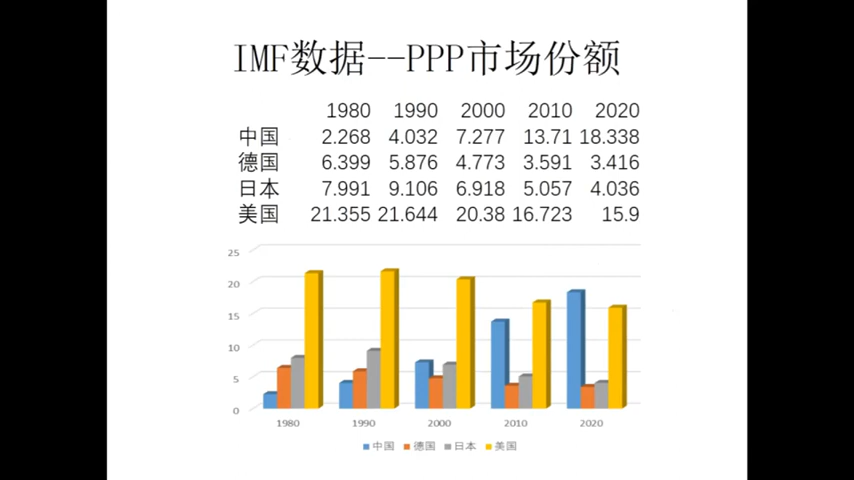 IMF数据--PPP市场份额
1980 1990 2000 2010 2020
中国 2.268 4.032 7.277 13.71 18.338
德国 6.399 5.876 4.773 3.591 3.416
日本 7.991 9.106 6.918 5.057 4.036
美国 21.355 21.644 20.38 16.723 15.9
25
20
15
10
5
0
1980 1990 2000 2010 2020
中国 德国 日本 美国